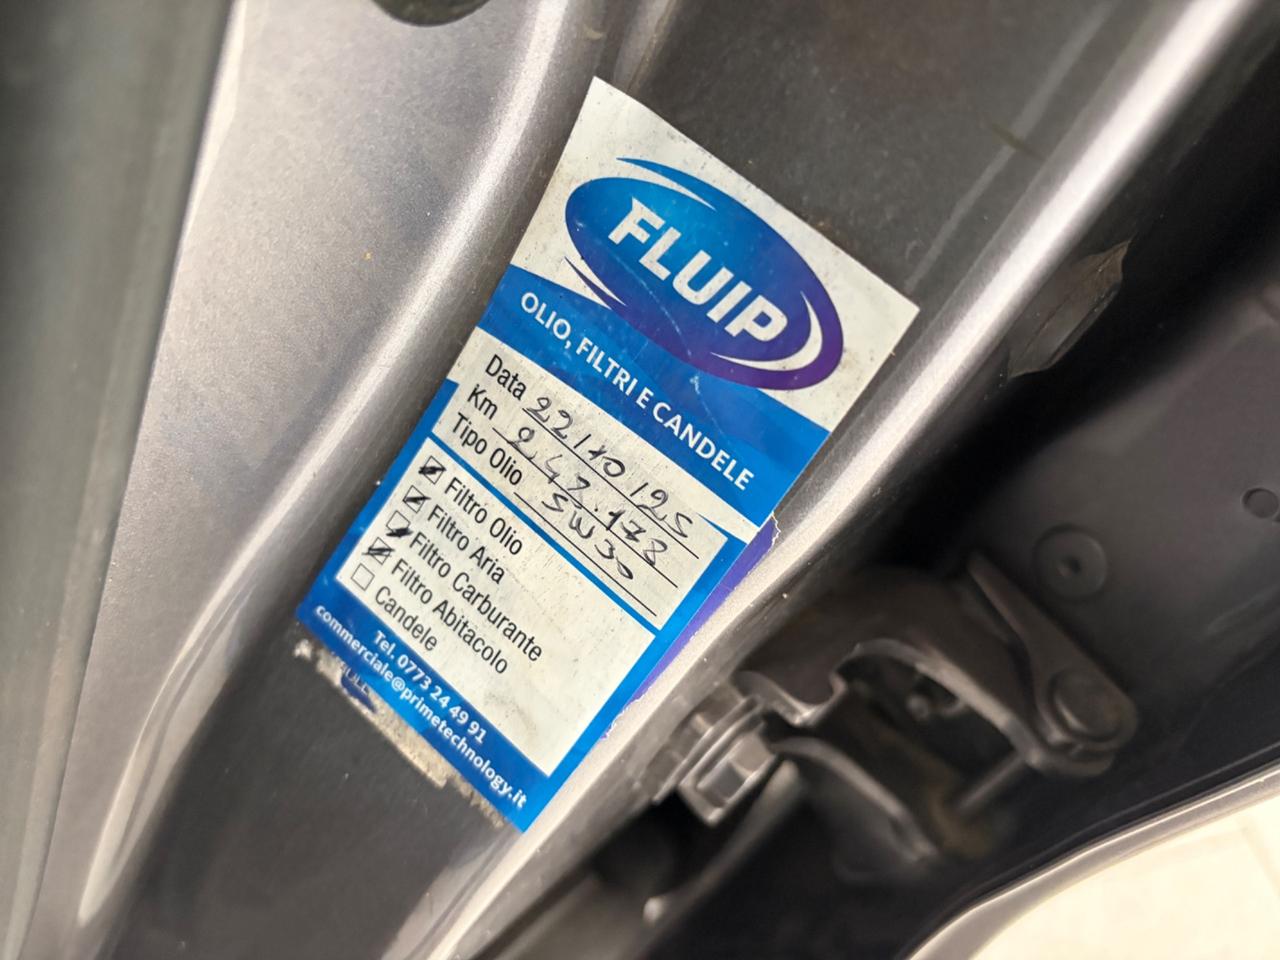 FLUIP
OLIO, FILTRI E CANDELE
Data 22/10/25
Km 248.178
Tipo Olio 5W30
Filtro Olio
Filtro Aria
Filtro Carburante
Filtro Abitacolo
Candele
Tel. 0773 24 49 91
commerciale@primetechnology.it